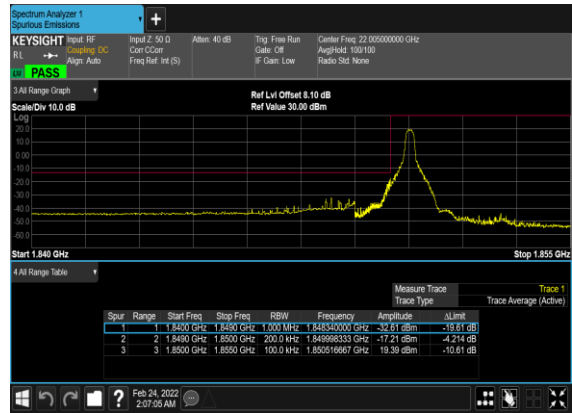 Spectrum Analyzer 1
Spurious Emissions
+
KEYSIGHT Input: RF Input Z: 50 Ω Atten: 40 dB Trig: Free Run Center Freq: 22.005000000 GHz
RL Coupling: DC Corr CCorr Gate: Off Avg|Hold: 100/100
Align: Auto Freq Ref: Int (S) IF Gain: Low Radio Std: None
PASS
3 All Range Graph
Ref Lvl Offset 8.10 dB
Scale/Div 10.0 dB Ref Value 30.00 dBm
Log
20.0
10.0
0.00
-10.0
-20.0
-30.0
-40.0
-50.0
-60.0
Start 1.840 GHz Stop 1.855 GHz
4 All Range Table
Measure Trace Trace 1
Trace Type Trace Average (Active)
Spur Range Start Freq Stop Freq RBW Frequency Amplitude ΔLimit
1 1 1.8400 GHz 1.8490 GHz 1.000 MHz 1.848340000 GHz -32.61 dBm -19.61 dB
2 2 1.8490 GHz 1.8500 GHz 200.0 kHz 1.849998333 GHz -17.21 dBm -4.214 dB
3 3 1.8500 GHz 1.8550 GHz 100.0 kHz 1.850516667 GHz 19.39 dBm -10.61 dB
? Feb 24, 2022
2:07:05 AM